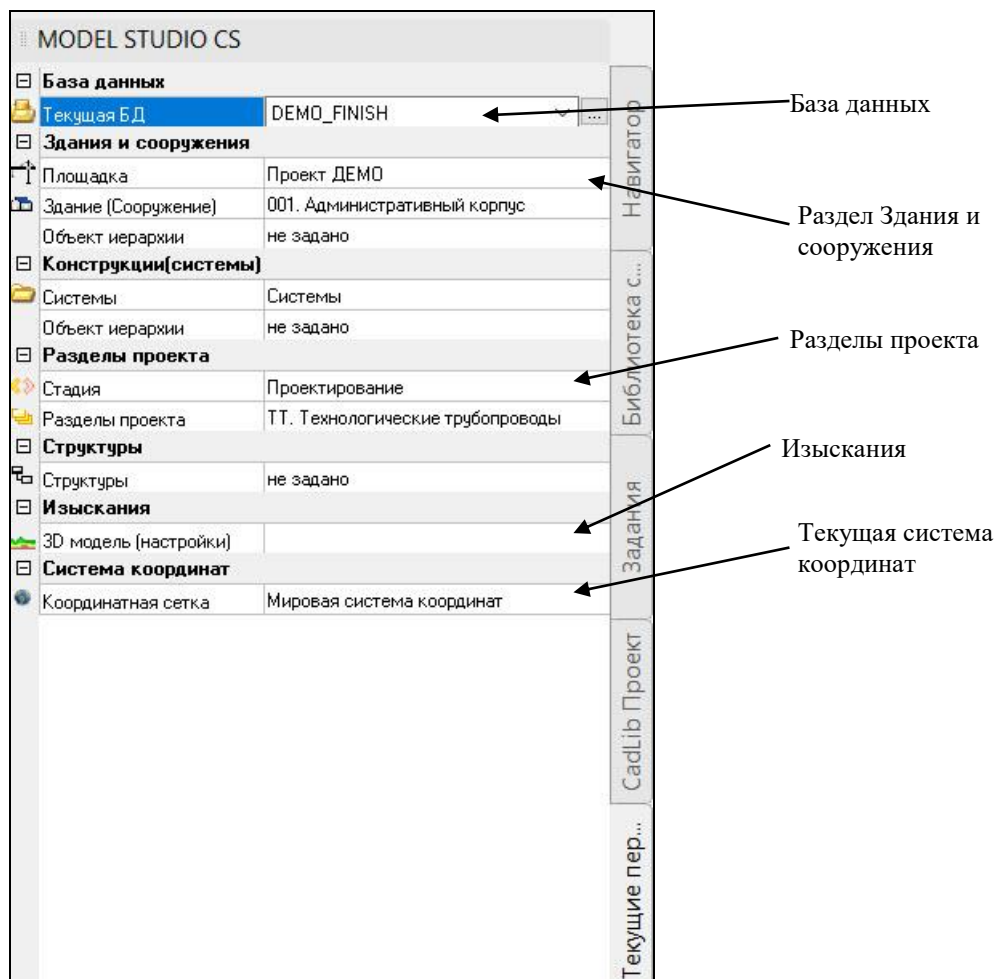 MODEL STUDIO CS
База данных
Текущая БД DEMO_FINISH ...
Здания и сооружения
Площадка Проект ДЕМО
Здание (Сооружение) 001. Административный корпус
Объект иерархии не задано
Конструкции(системы)
Системы Системы
Объект иерархии не задано
Разделы проекта
Стадия Проектирование
Разделы проекта ТТ. Технологические трубопроводы
Структуры
Структуры не задано
Изыскания
3D модель (настройки)
Система координат
Координатная сетка Мировая система координат
Навигатор
Библиотека с...
Задания
CadLib Проект
Текущие пер...
База данных
Раздел Здания и
сооружения
Разделы проекта
Изыскания
Текущая система
координат